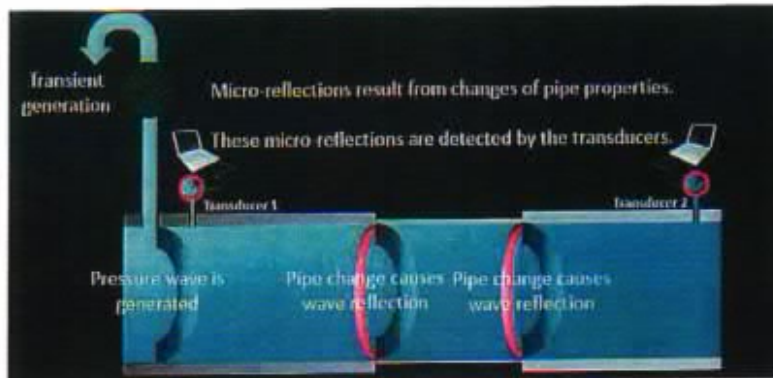 Transient
generation
Micro-reflections result from changes of pipe properties.
These micro-reflections are detected by the transducers.
Transducer 1
Transducer 2
Pressure wave is
generated
Pipe change causes
wave reflection
Pipe change causes
wave reflection